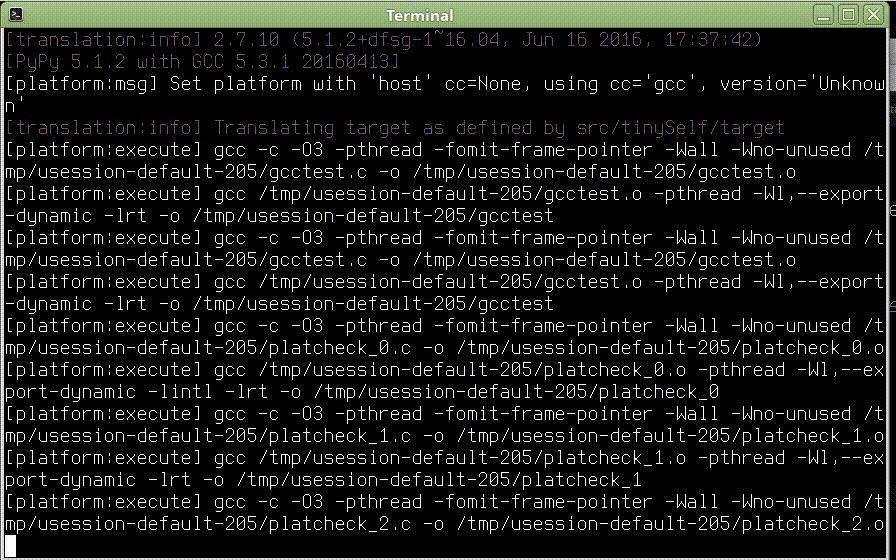 Terminal
[translation:info] 2.7.10 (5.1.2+dfsg-1~16.04, Jun 16 2016, 17:37:42)
[PyPy 5.1.2 with GCC 5.3.1 20160413]
[platform:msg] Set platform with 'host' cc=None, using cc='gcc', version='Unknow
n'
[translation:info] Translating target as defined by src/tinySelf/target
[platform:execute] gcc -c -O3 -pthread -fomit-frame-pointer -Wall -Wno-unused /t
mp/usession-default-205/gcctest.c -o /tmp/usession-default-205/gcctest.o
[platform:execute] gcc /tmp/usession-default-205/gcctest.o -pthread -Wl,--export
-dynamic -lrt -o /tmp/usession-default-205/gcctest
[platform:execute] gcc -c -O3 -pthread -fomit-frame-pointer -Wall -Wno-unused /t
mp/usession-default-205/gcctest.c -o /tmp/usession-default-205/gcctest.o
[platform:execute] gcc /tmp/usession-default-205/gcctest.o -pthread -Wl,--export
-dynamic -lrt -o /tmp/usession-default-205/gcctest
[platform:execute] gcc -c -O3 -pthread -fomit-frame-pointer -Wall -Wno-unused /t
mp/usession-default-205/platcheck_0.c -o /tmp/usession-default-205/platcheck_0.o
[platform:execute] gcc /tmp/usession-default-205/platcheck_0.o -pthread -Wl,--ex
port-dynamic -lintl -lrt -o /tmp/usession-default-205/platcheck_0
[platform:execute] gcc -c -O3 -pthread -fomit-frame-pointer -Wall -Wno-unused /t
mp/usession-default-205/platcheck_1.c -o /tmp/usession-default-205/platcheck_1.o
[platform:execute] gcc /tmp/usession-default-205/platcheck_1.o -pthread -Wl,--ex
port-dynamic -lrt -o /tmp/usession-default-205/platcheck_1
[platform:execute] gcc -c -O3 -pthread -fomit-frame-pointer -Wall -Wno-unused /t
mp/usession-default-205/platcheck_2.c -o /tmp/usession-default-205/platcheck_2.o